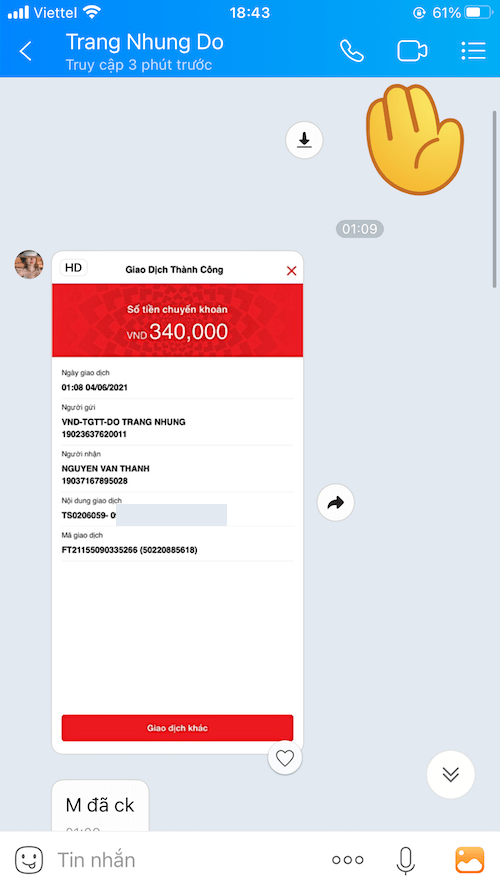 Viettel 18:43 61%
Trang Nhung Do
Truy cập 3 phút trước
01:09
HD Giao Dịch Thành Công
Số tiền chuyển khoản
VND 340,000
Ngày giao dịch
01:08 04/06/2021
Người gửi
VND-TGTT-DO TRANG NHUNG
19023637620011
Người nhận
NGUYEN VAN THANH
19037167895028
Nội dung giao dịch
TS0206059-
Mã giao dịch
FT21155090335266 (50220885618)
Giao dịch khác
M đã ck
Tin nhắn